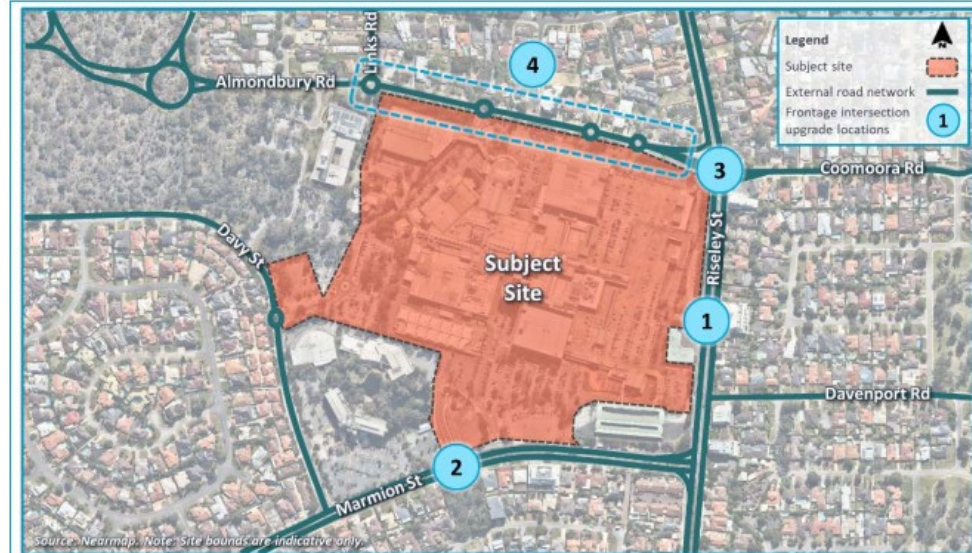 Legend
N
Subject site
External road network
Frontage intersection
upgrade locations
1
4
Links Rd
Almondbury Rd
3
Coomoora Rd
Davy St
Riseley St
Subject
Site
1
Davenport Rd
2
Marmion St
Source: Nearmap. Note: Site bounds are indicative only.